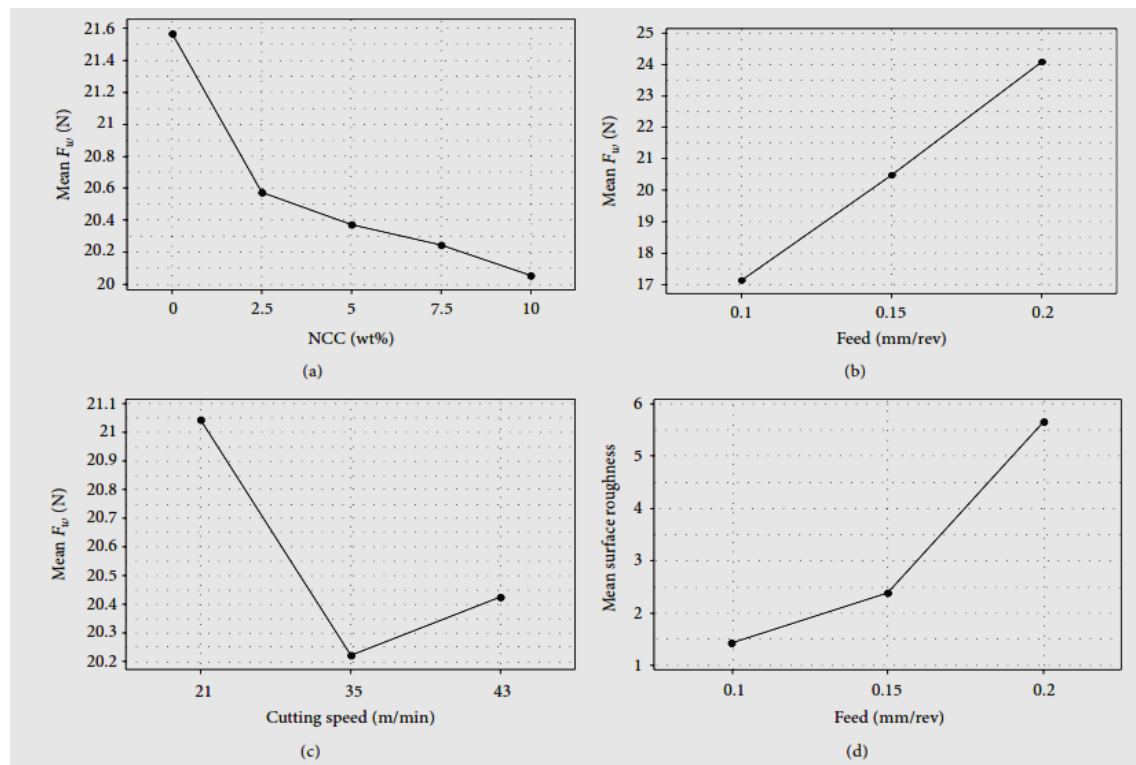 21.6
21.4
21.2
21
20.8
20.6
20.4
20.2
20
Mean Fw (N)
0 2.5 5 7.5 10
NCC (wt%)
(a)
25
24
23
22
21
20
19
18
17
Mean Fw (N)
0.1 0.15 0.2
Feed (mm/rev)
(b)
21.1
21
20.9
20.8
20.7
20.6
20.5
20.4
20.3
20.2
Mean Fw (N)
21 35 43
Cutting speed (m/min)
(c)
6
5
4
3
2
1
Mean surface roughness
0.1 0.15 0.2
Feed (mm/rev)
(d)